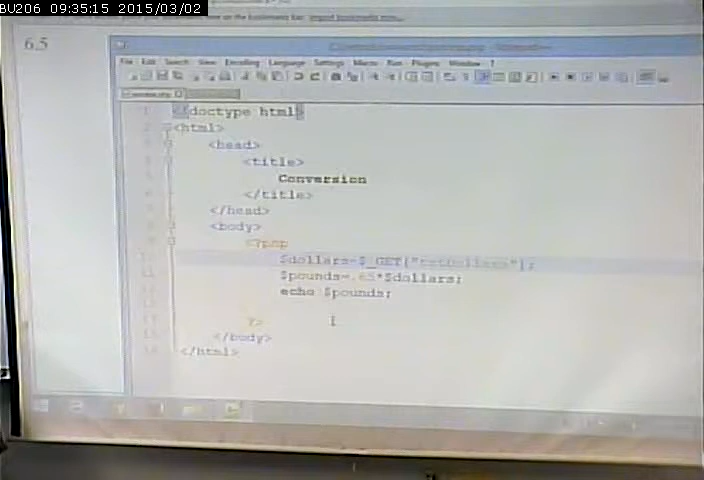 BU206 09:35:15 2015/03/02
6.5
File Edit Search View Encoding Language Settings Macro Run Plugins Window ?
<!doctype html>
<html>
<head>
<title>
Conversion
</title>
</head>
<body>
<?php
$dollars=$_GET["txtDollars"];
$pounds=.65*$dollars;
echo $pounds;
?>
</body>
</html>